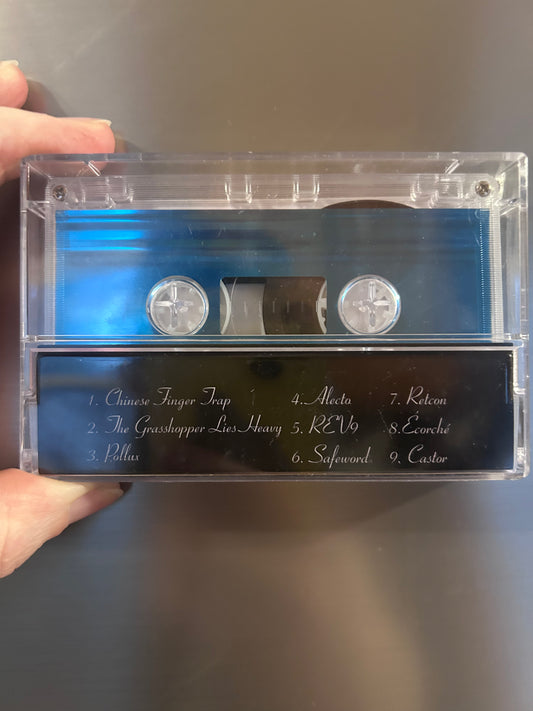 1. Chinese Finger Trap
2. The Grasshopper Lies Heavy
3. Pollux
4. Alecto
5. REV9
6. Safeword
7. Retcon
8. Écorché
9. Castor